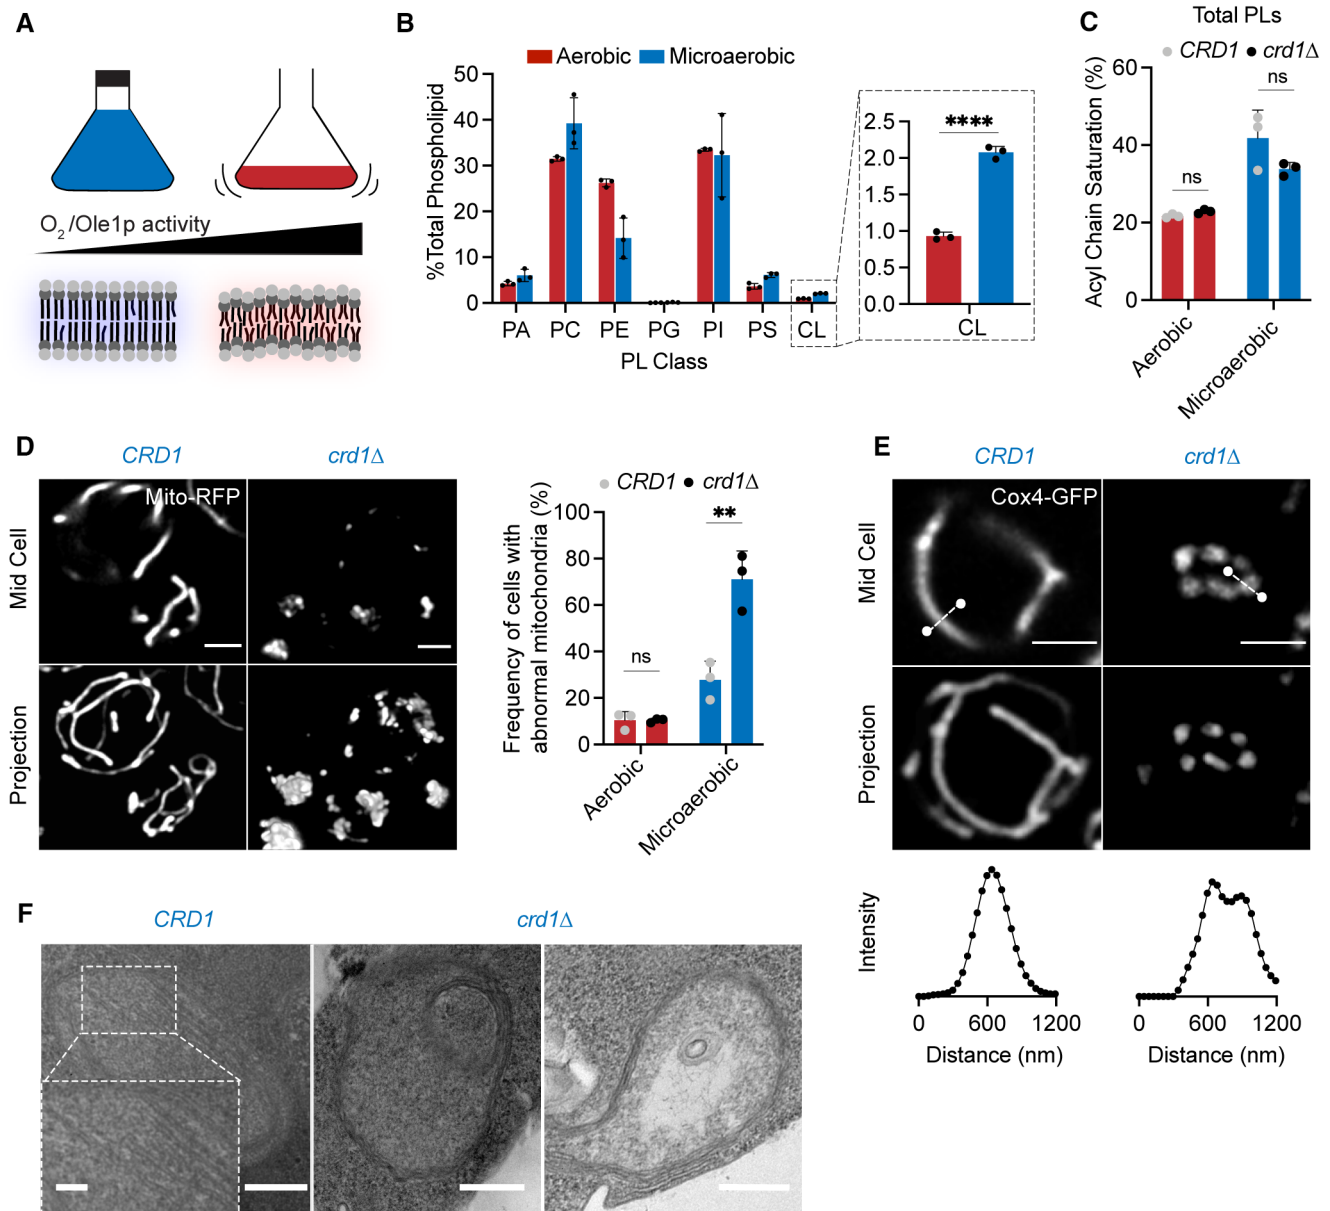 A
O2/Ole1p activity
B
Aerobic Microaerobic
%Total Phospholipid
50
40
30
20
10
0
PA PC PE PG PI PS CL
PL Class
2.5
2.0
1.5
1.0
0.5
0.0
****
CL
C
Total PLs
CRD1 crd1Δ
Acyl Chain Saturation (%)
60
40
20
0
ns
ns
Aerobic
Microaerobic
D
CRD1 crd1Δ
Mito-RFP
Mid Cell
Projection
CRD1 crd1Δ
Frequency of cells with
abnormal mitochondria (%)
100
80
60
40
20
0
ns
**
Aerobic
Microaerobic
E
CRD1 crd1Δ
Cox4-GFP
Mid Cell
Projection
Intensity
0 600 1200
Distance (nm)
0 600 1200
Distance (nm)
F
CRD1 crd1Δ